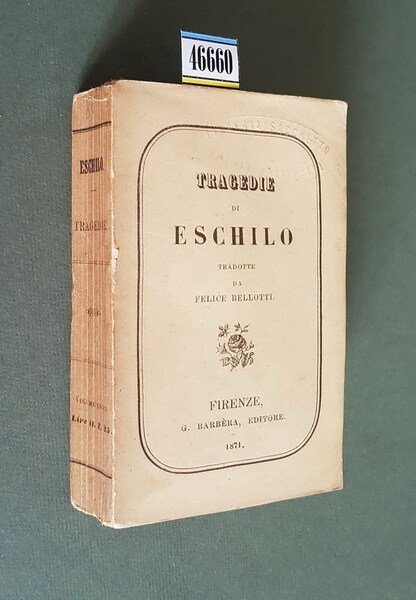 46660
TRAGEDIE
DI
ESCHILO
TRADOTTE
DA
FELICE BELLOTTI.
FIRENZE,
G. BARBÈRA, EDITORE.
1871.
ESCHILO
TRAGEDIE